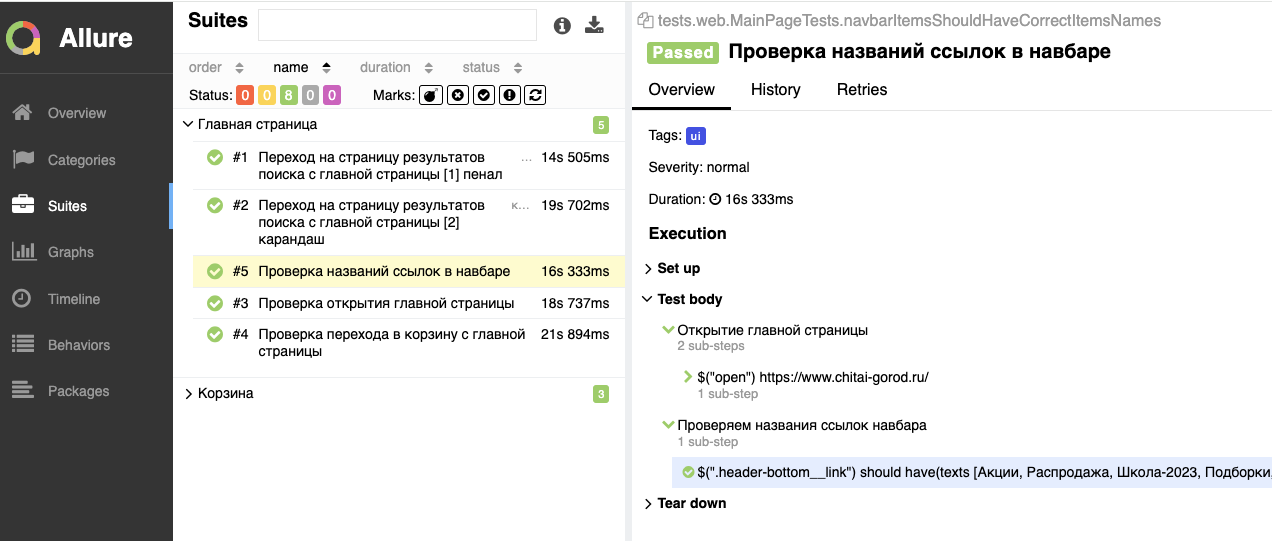 Allure
Overview
Categories
Suites
Graphs
Timeline
Behaviors
Packages
Suites
order name duration status
Status: 0 0 8 0 0 Marks:
Главная страница 5
#1 Переход на страницу результатов ... 14s 505ms
поиска с главной страницы [1] пенал
#2 Переход на страницу результатов к... 19s 702ms
поиска с главной страницы [2]
карандаш
#5 Проверка названий ссылок в навбаре 16s 333ms
#3 Проверка открытия главной страницы 18s 737ms
#4 Проверка перехода в корзину с главной 21s 894ms
страницы
Корзина 3
tests.web.MainPageTests.navbarItemsShouldHaveCorrectItemsNames
Passed Проверка названий ссылок в навбаре
Overview History Retries
Tags: ui
Severity: normal
Duration: 16s 333ms
Execution
Set up
Test body
Открытие главной страницы
2 sub-steps
$("open") https://www.chitai-gorod.ru/
1 sub-step
Проверяем названия ссылок навбара
1 sub-step
$(".header-bottom__link") should have(texts [Акции, Распродажа, Школа-2023, Подборки,
Tear down